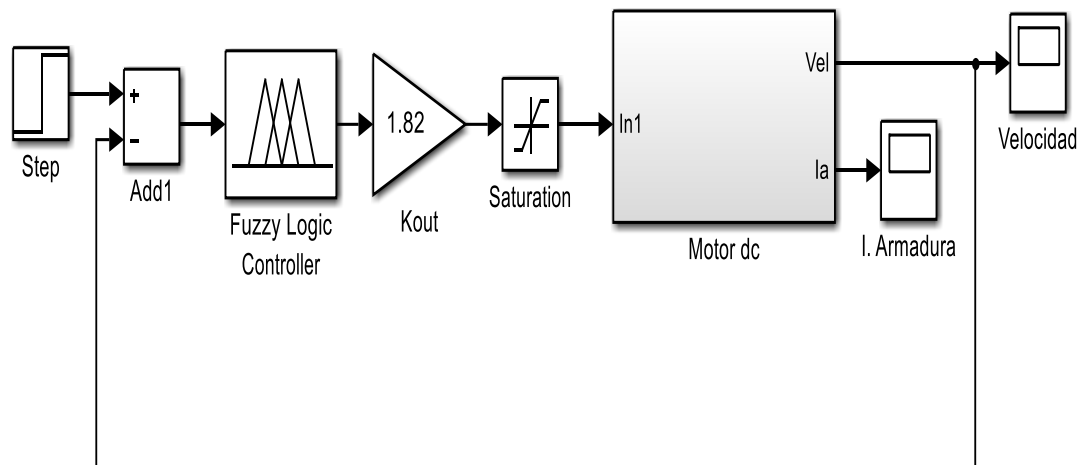 Step
+
-
Add1
Fuzzy Logic
Controller
1.82
Kout
Saturation
In1
Vel
Ia
Motor dc
I. Armadura
Velocidad